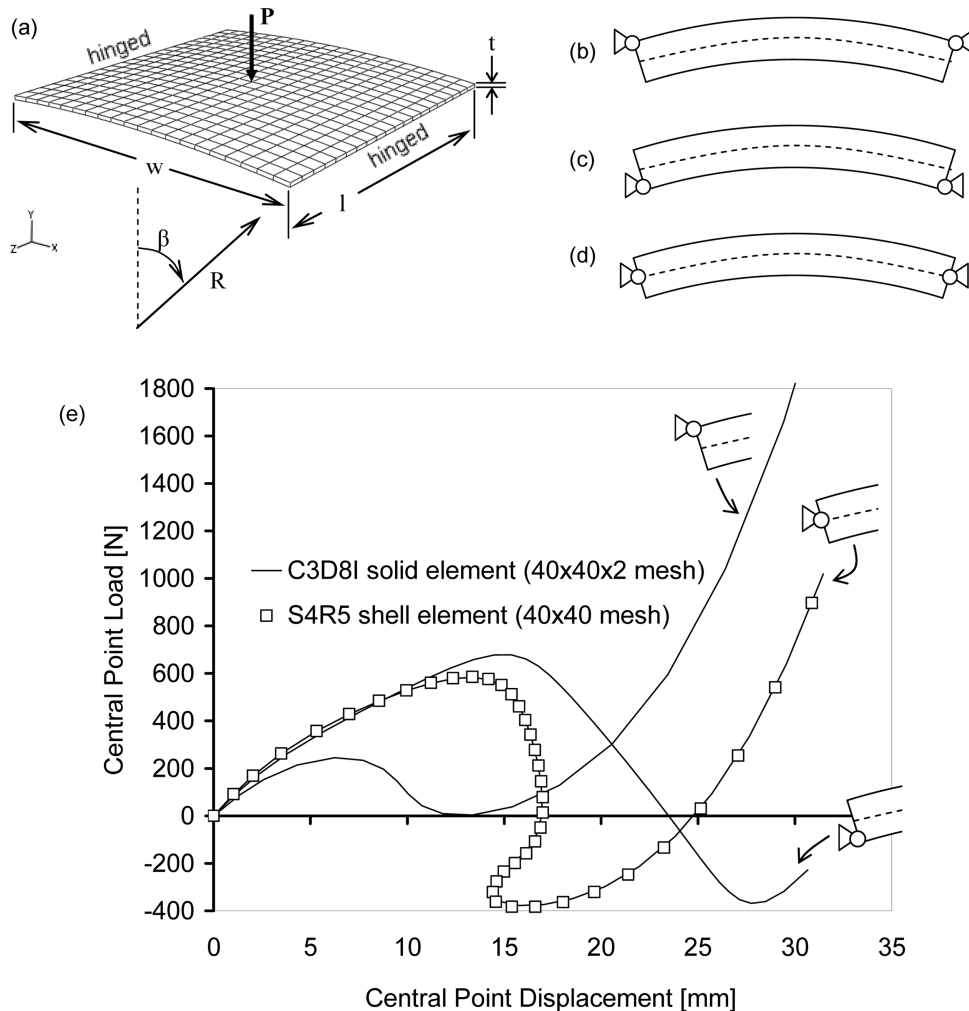 (a)
P
hinged
t
w
hinged
l
β
R
Y
Z
X
(b)
(c)
(d)
(e)
Central Point Load [N]
1800
1600
1400
1200
1000
800
600
400
200
0
-200
-400
C3D8I solid element (40x40x2 mesh)
S4R5 shell element (40x40 mesh)
0 5 10 15 20 25 30 35
Central Point Displacement [mm]